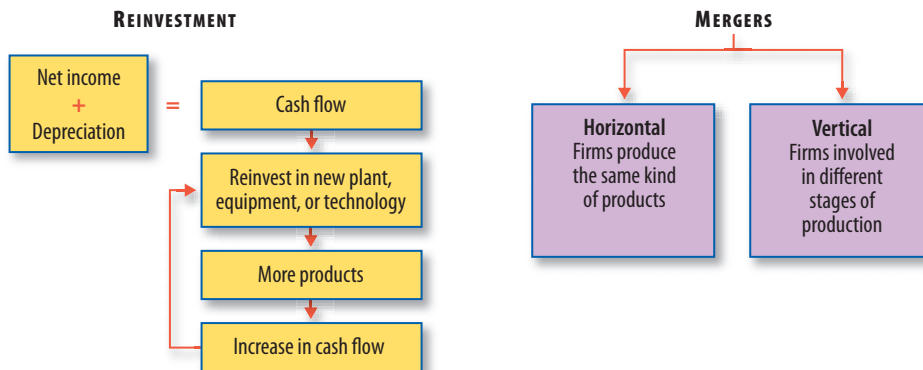 REINVESTMENT
Net income
+
Depreciation
=
Cash flow
Reinvest in new plant,
equipment, or technology
More products
Increase in cash flow
MERGERS
Horizontal
Firms produce
the same kind
of products
Vertical
Firms involved
in different
stages of
production